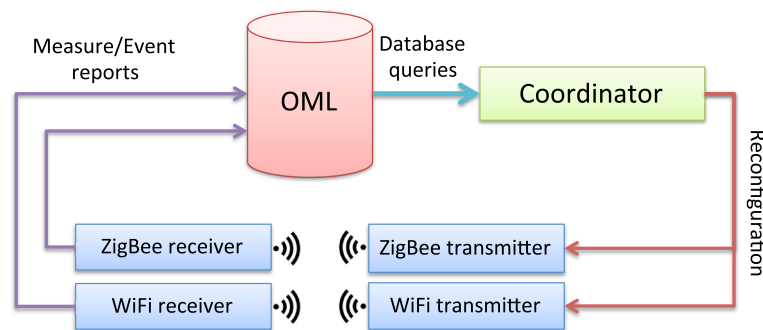 Measure/Event
reports
OML
Database
queries
Coordinator
Reconfiguration
ZigBee receiver
ZigBee transmitter
WiFi receiver
WiFi transmitter